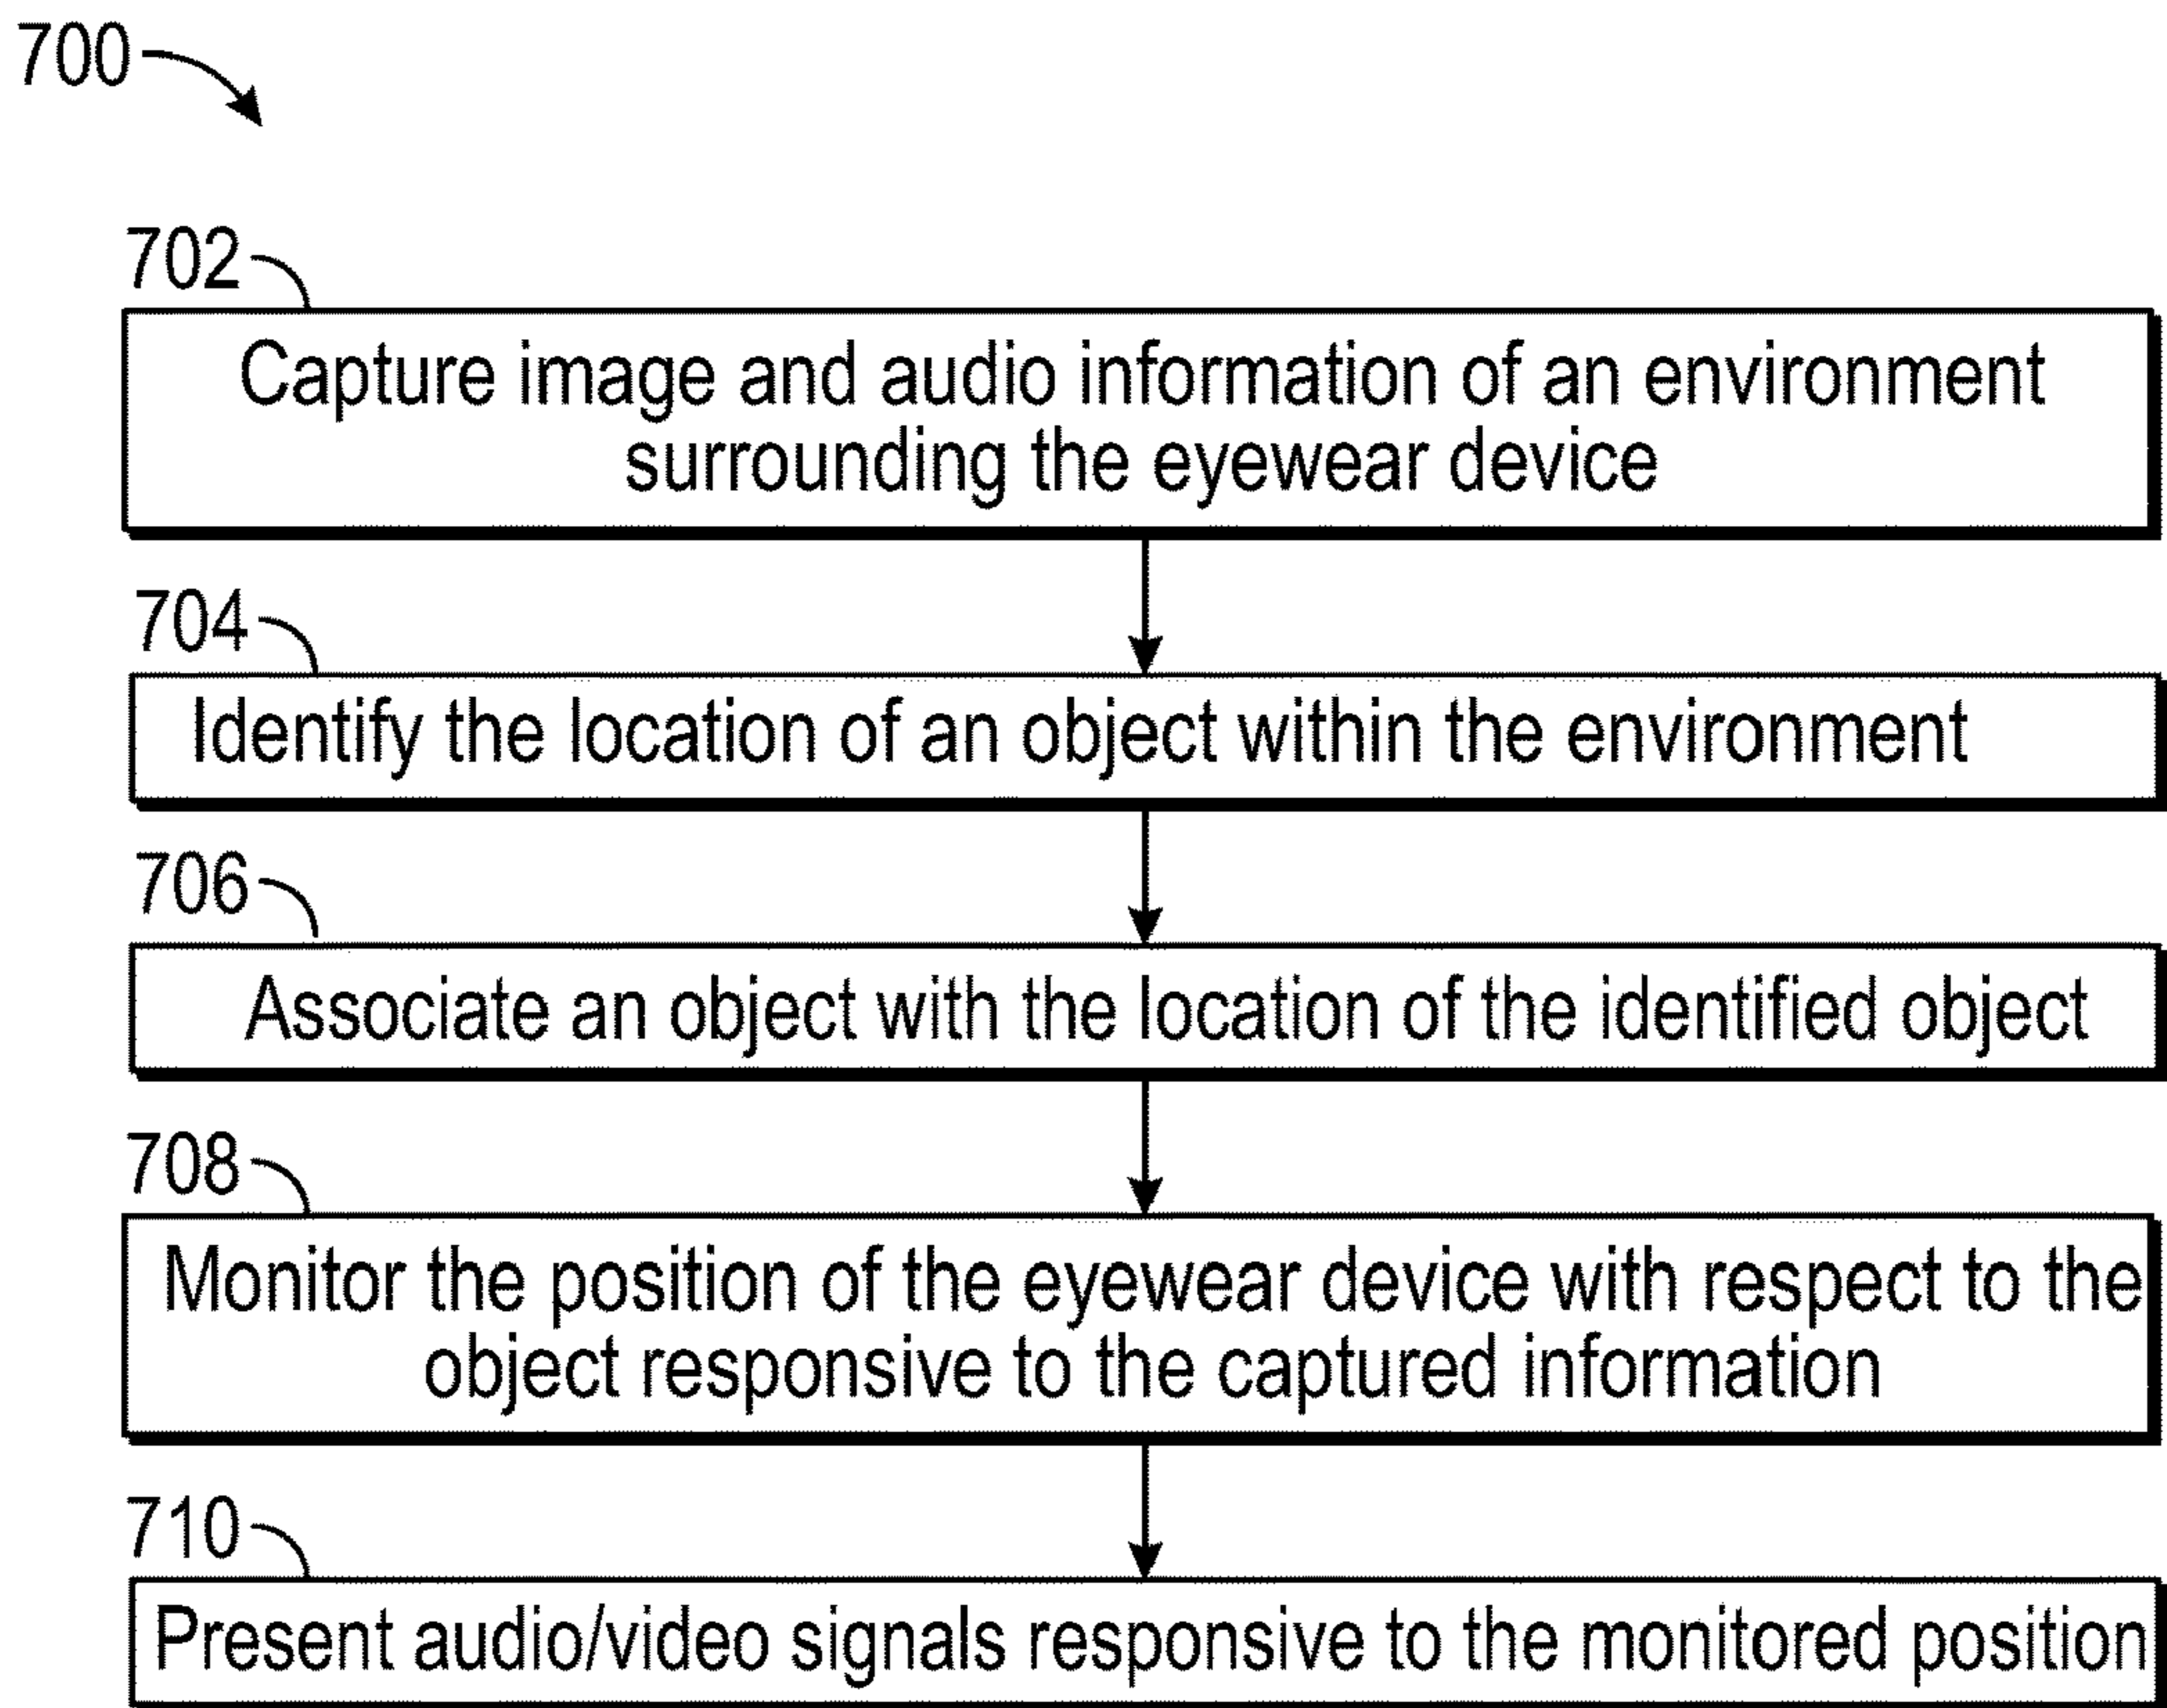 700
702
Capture image and audio information of an environment
surrounding the eyewear device
704
Identify the location of an object within the environment
706
Associate an object with the location of the identified object
708
Monitor the position of the eyewear device with respect to the
object responsive to the captured information
710
Present audio/video signals responsive to the monitored position